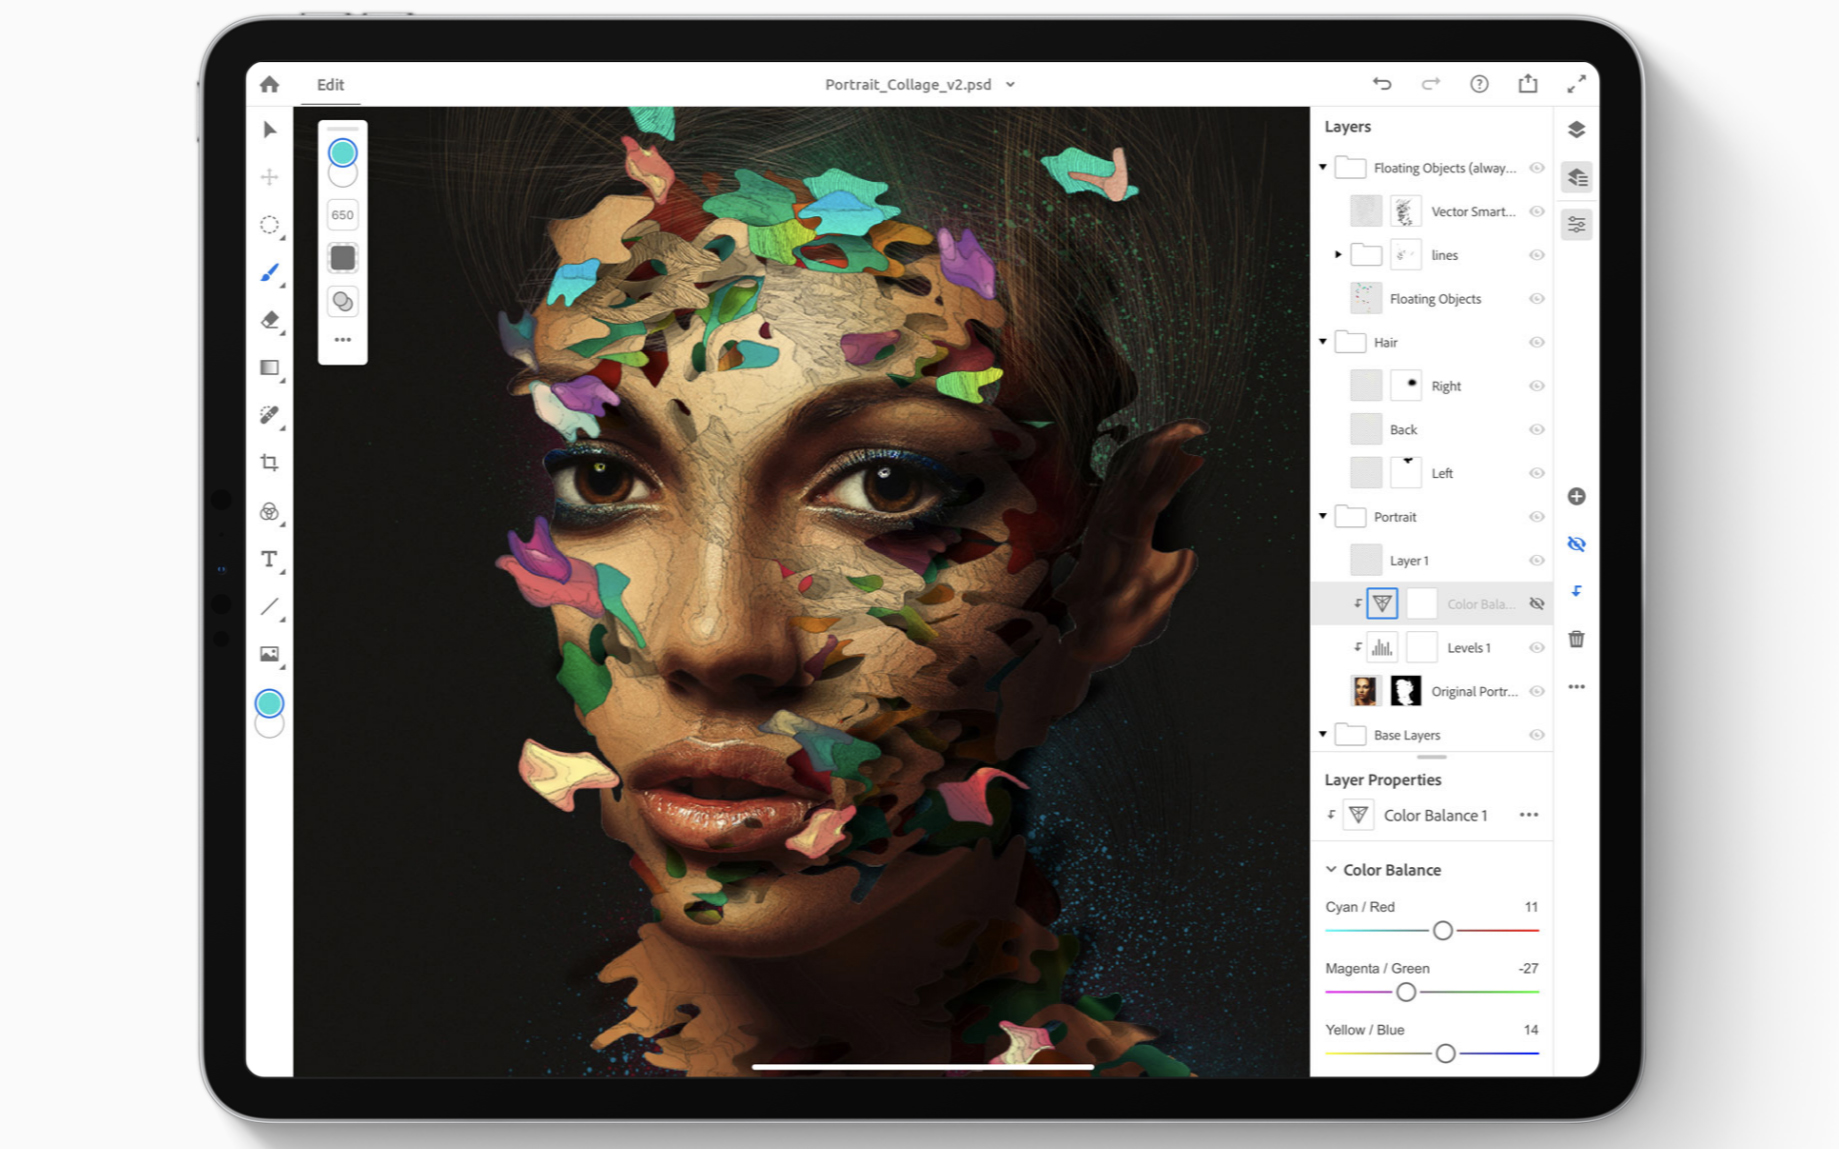 Edit
Portrait_Collage_v2.psd
650
Layers
Floating Objects (alway...
Vector Smart...
lines
Floating Objects
Hair
Right
Back
Left
Portrait
Layer 1
Color Bala...
Levels 1
Original Portr...
Base Layers
Layer Properties
Color Balance 1
Color Balance
Cyan / Red 11
Magenta / Green -27
Yellow / Blue 14